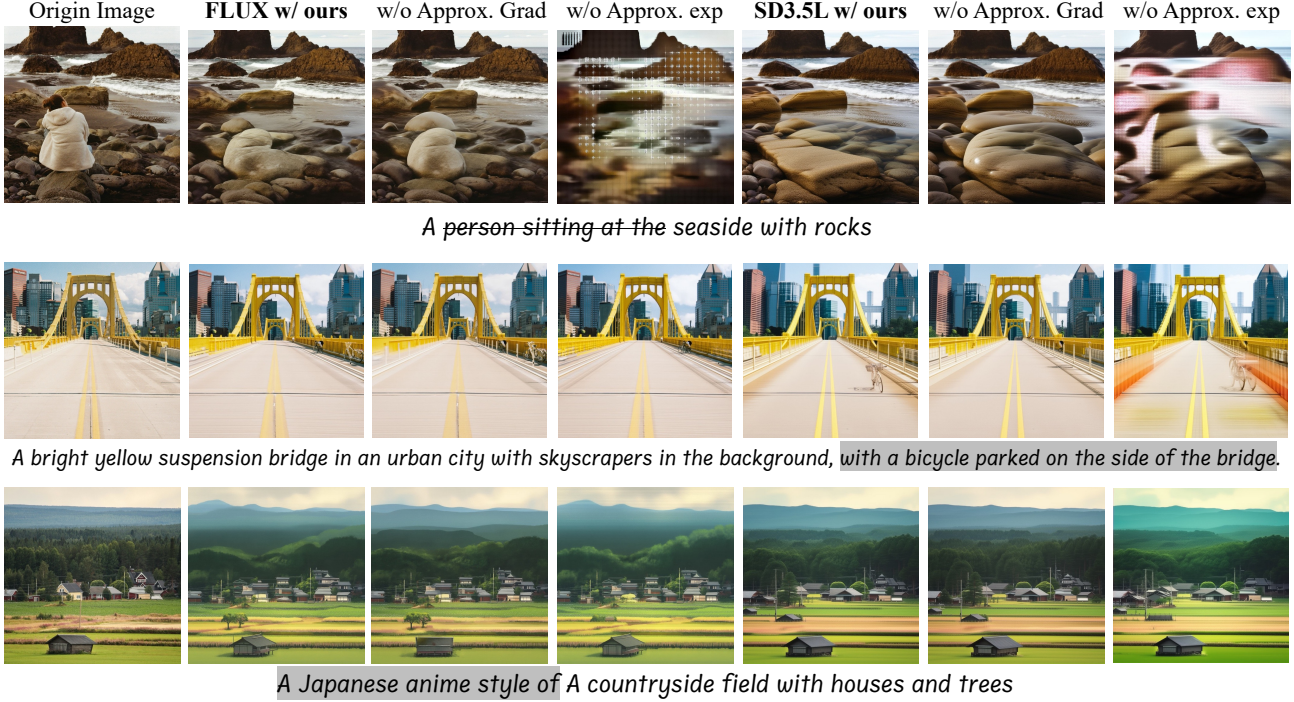 Origin Image FLUX w/ ours w/o Approx. Grad w/o Approx. exp SD3.5L w/ ours w/o Approx. Grad w/o Approx. exp
A person sitting at the seaside with rocks
A bright yellow suspension bridge in an urban city with skyscrapers in the background, with a bicycle parked on the side of the bridge.
A Japanese anime style of A countryside field with houses and trees